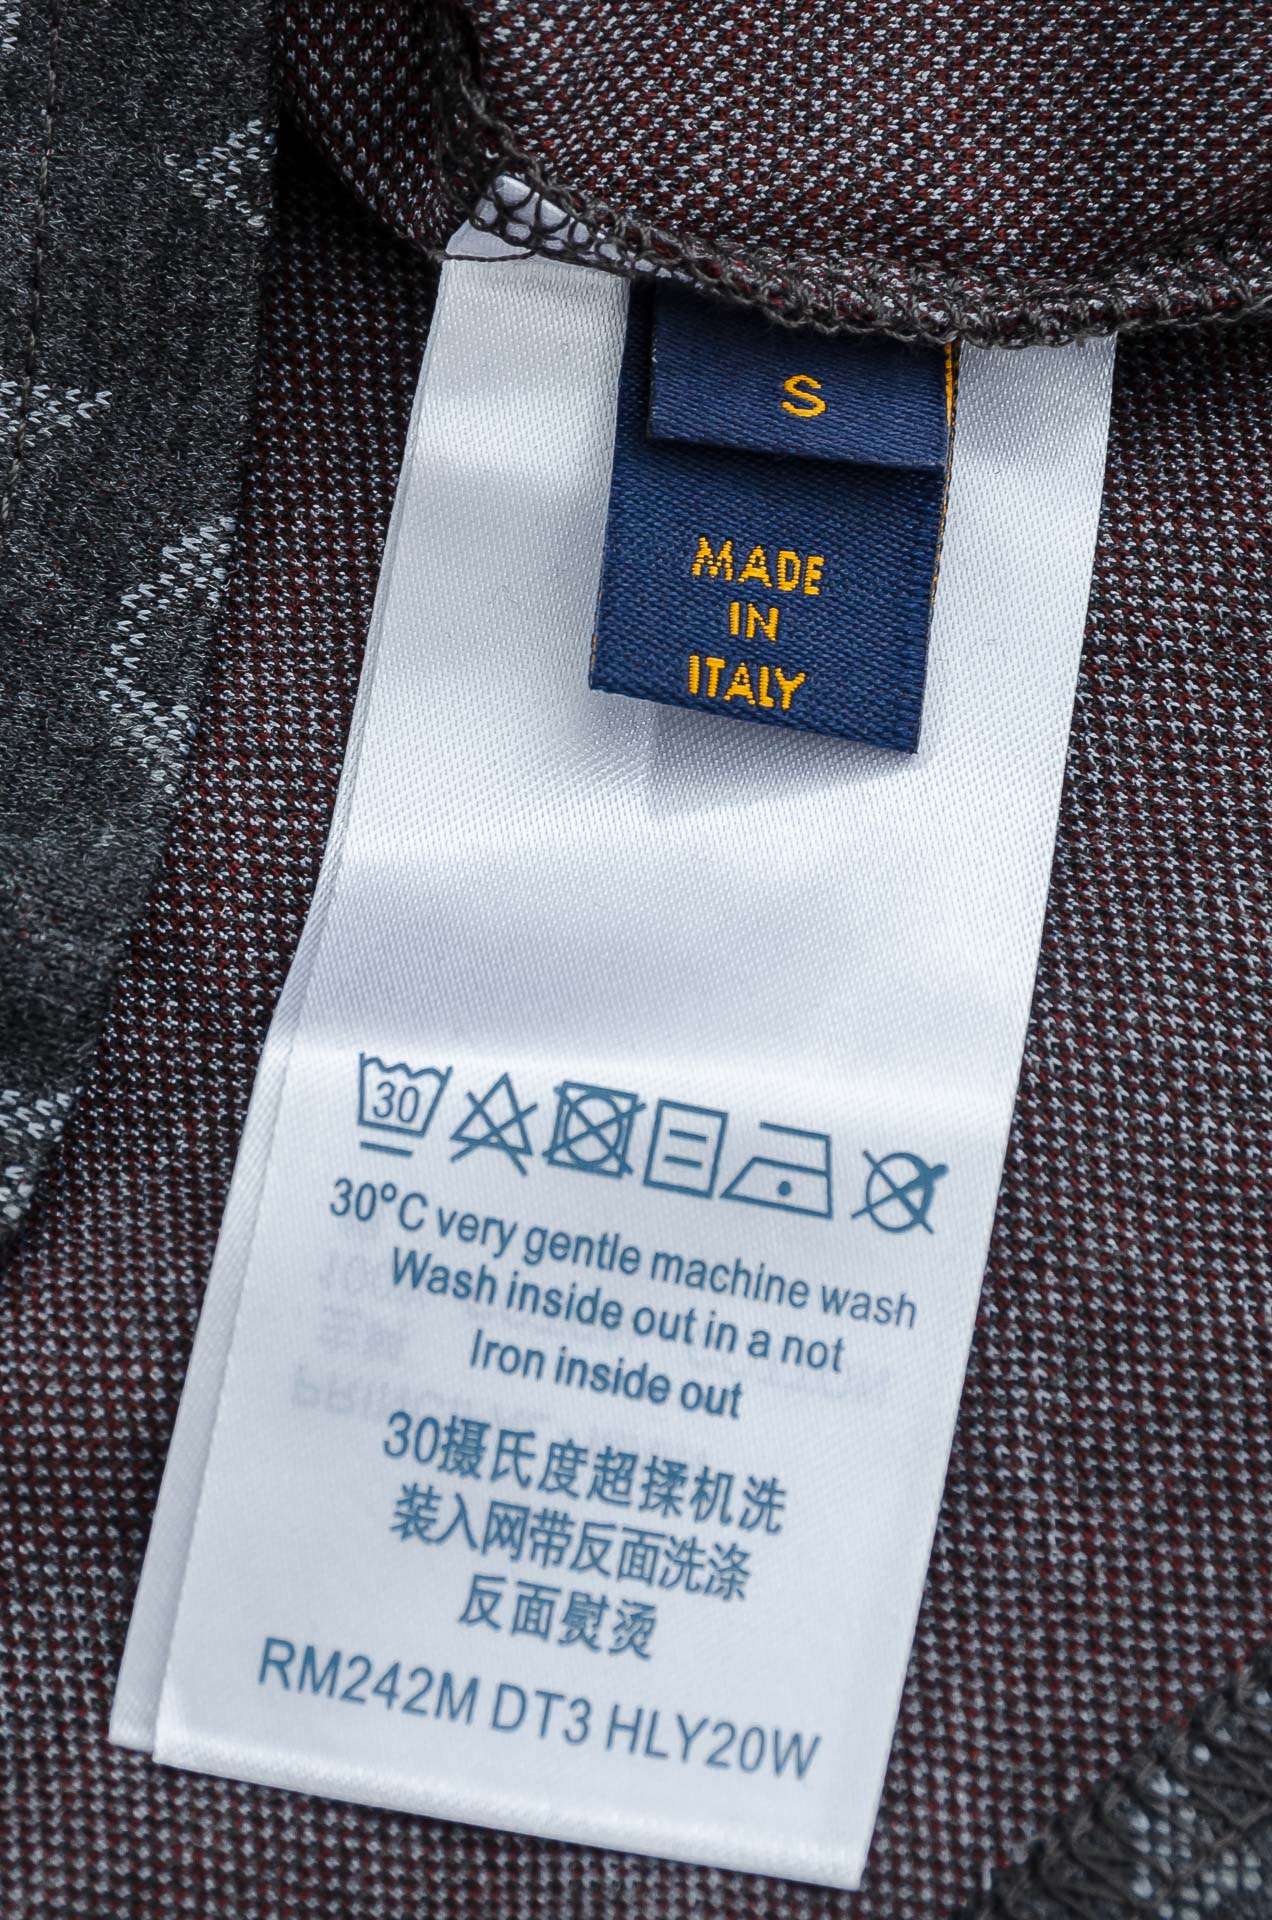 S
MADE
IN
ITALY
30
30°C very gentle machine wash
Wash inside out in a not
Iron inside out
30摄氏度超揉机洗
装入网带反面洗涤
反面熨烫
RM242M DT3 HLY20W